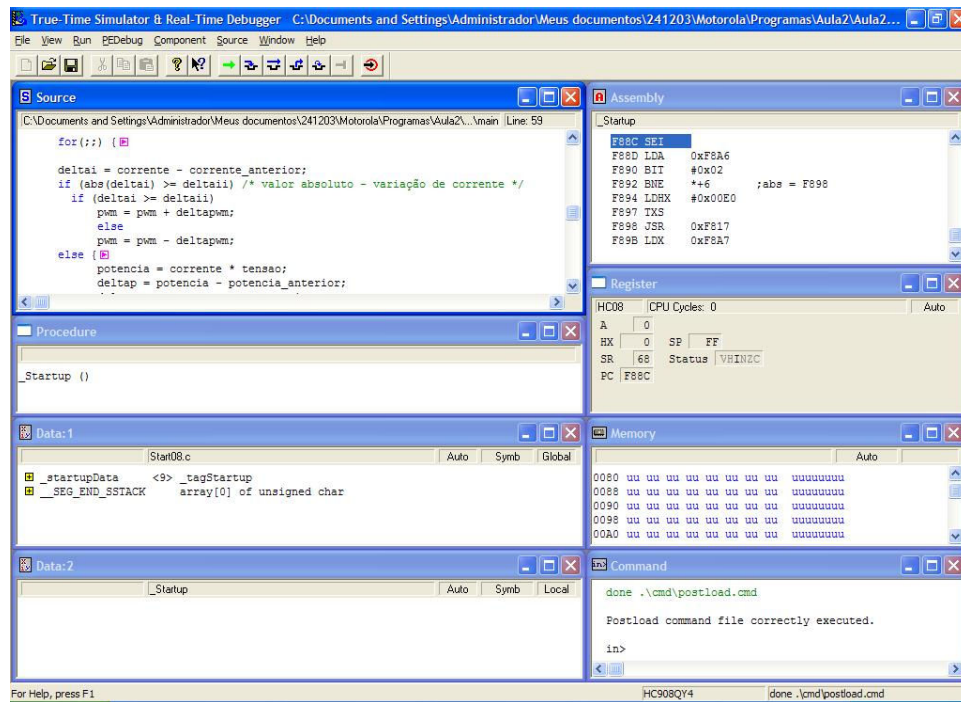 True-Time Simulator & Real-Time Debugger C:\Documents and Settings\Administrador\Meus documentos\241203\Motorola\Programas\Aula2\Aula2...
File View Run PEDebug Component Source Window Help
Source
C:\Documents and Settings\Administrador\Meus documentos\241203\Motorola\Programas\Aula2\...\main Line: 59
for(;;) {
deltai = corrente - corrente_anterior;
if (abs(deltai) >= deltaii) /* valor absoluto - variação de corrente */
if (deltai >= deltaii)
pwm = pwm + deltapwm;
else
pwm = pwm - deltapwm;
else {
potencia = corrente * tensao;
deltap = potencia - potencia_anterior;
Assembly
_Startup
F88C SEI
F88D LDA 0xF8A6
F890 BIT #0x02
F892 BNE *+6 ;abs = F898
F894 LDHX #0x00E0
F897 TXS
F898 JSR 0xF817
F89B LDX 0xF8A7
Register
HC08 CPU Cycles: 0 Auto
A 0
HX 0 SP FF
SR 68 Status VHINZC
PC F88C
Procedure
_Startup ()
Data:1
Start08.c Auto Symb Global
_startupData <9> _tagStartup
__SEG_END_SSTACK array[0] of unsigned char
Memory
Auto
0080 uu uu uu uu uu uu uu uu uuuuuuuu
0088 uu uu uu uu uu uu uu uu uuuuuuuu
0090 uu uu uu uu uu uu uu uu uuuuuuuu
0098 uu uu uu uu uu uu uu uu uuuuuuuu
00A0 uu uu uu uu uu uu uu uu uuuuuuuu
Data:2
_Startup Auto Symb Local
Command
done .\cmd\postload.cmd
Postload command file correctly executed.
in>
For Help, press F1 HC908QY4 done .\cmd\postload.cmd